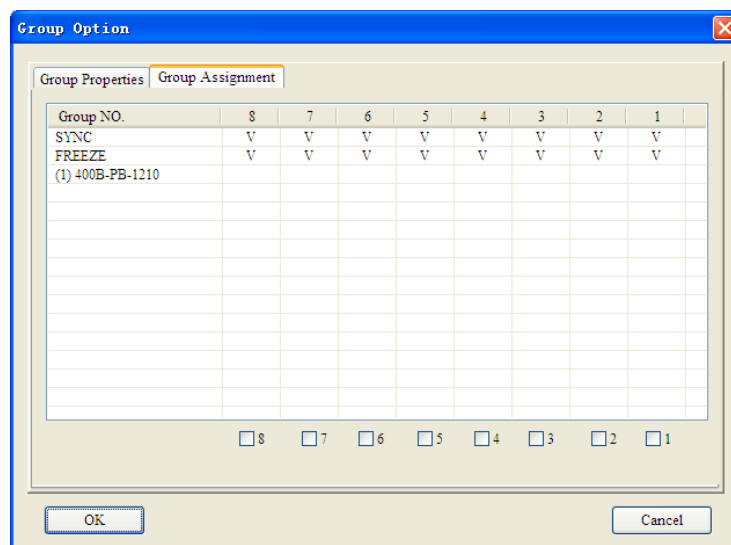 Group Option
Group Properties Group Assignment
Group NO. 8 7 6 5 4 3 2 1
SYNC V V V V V V V V
FREEZE V V V V V V V V
(1) 400B-PB-1210
8 7 6 5 4 3 2 1
OK Cancel